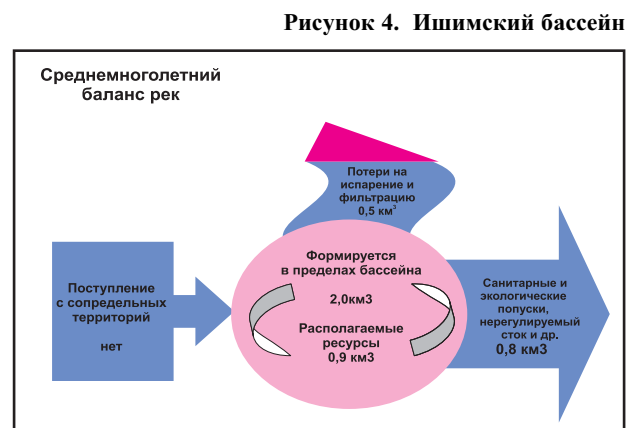 Рисунок 4. Ишимский бассейн
Среднемноголетний
баланс рек
Потери на
испарение и
фильтрацию
0,5 км³
Формируется
в пределах бассейна
2,0км3
Располагаемые
ресурсы
0,9 км3
Поступление
с сопредельных
территорий
нет
Санитарные и
экологические
попуски,
нерегулируемый
сток и др.
0,8 км3